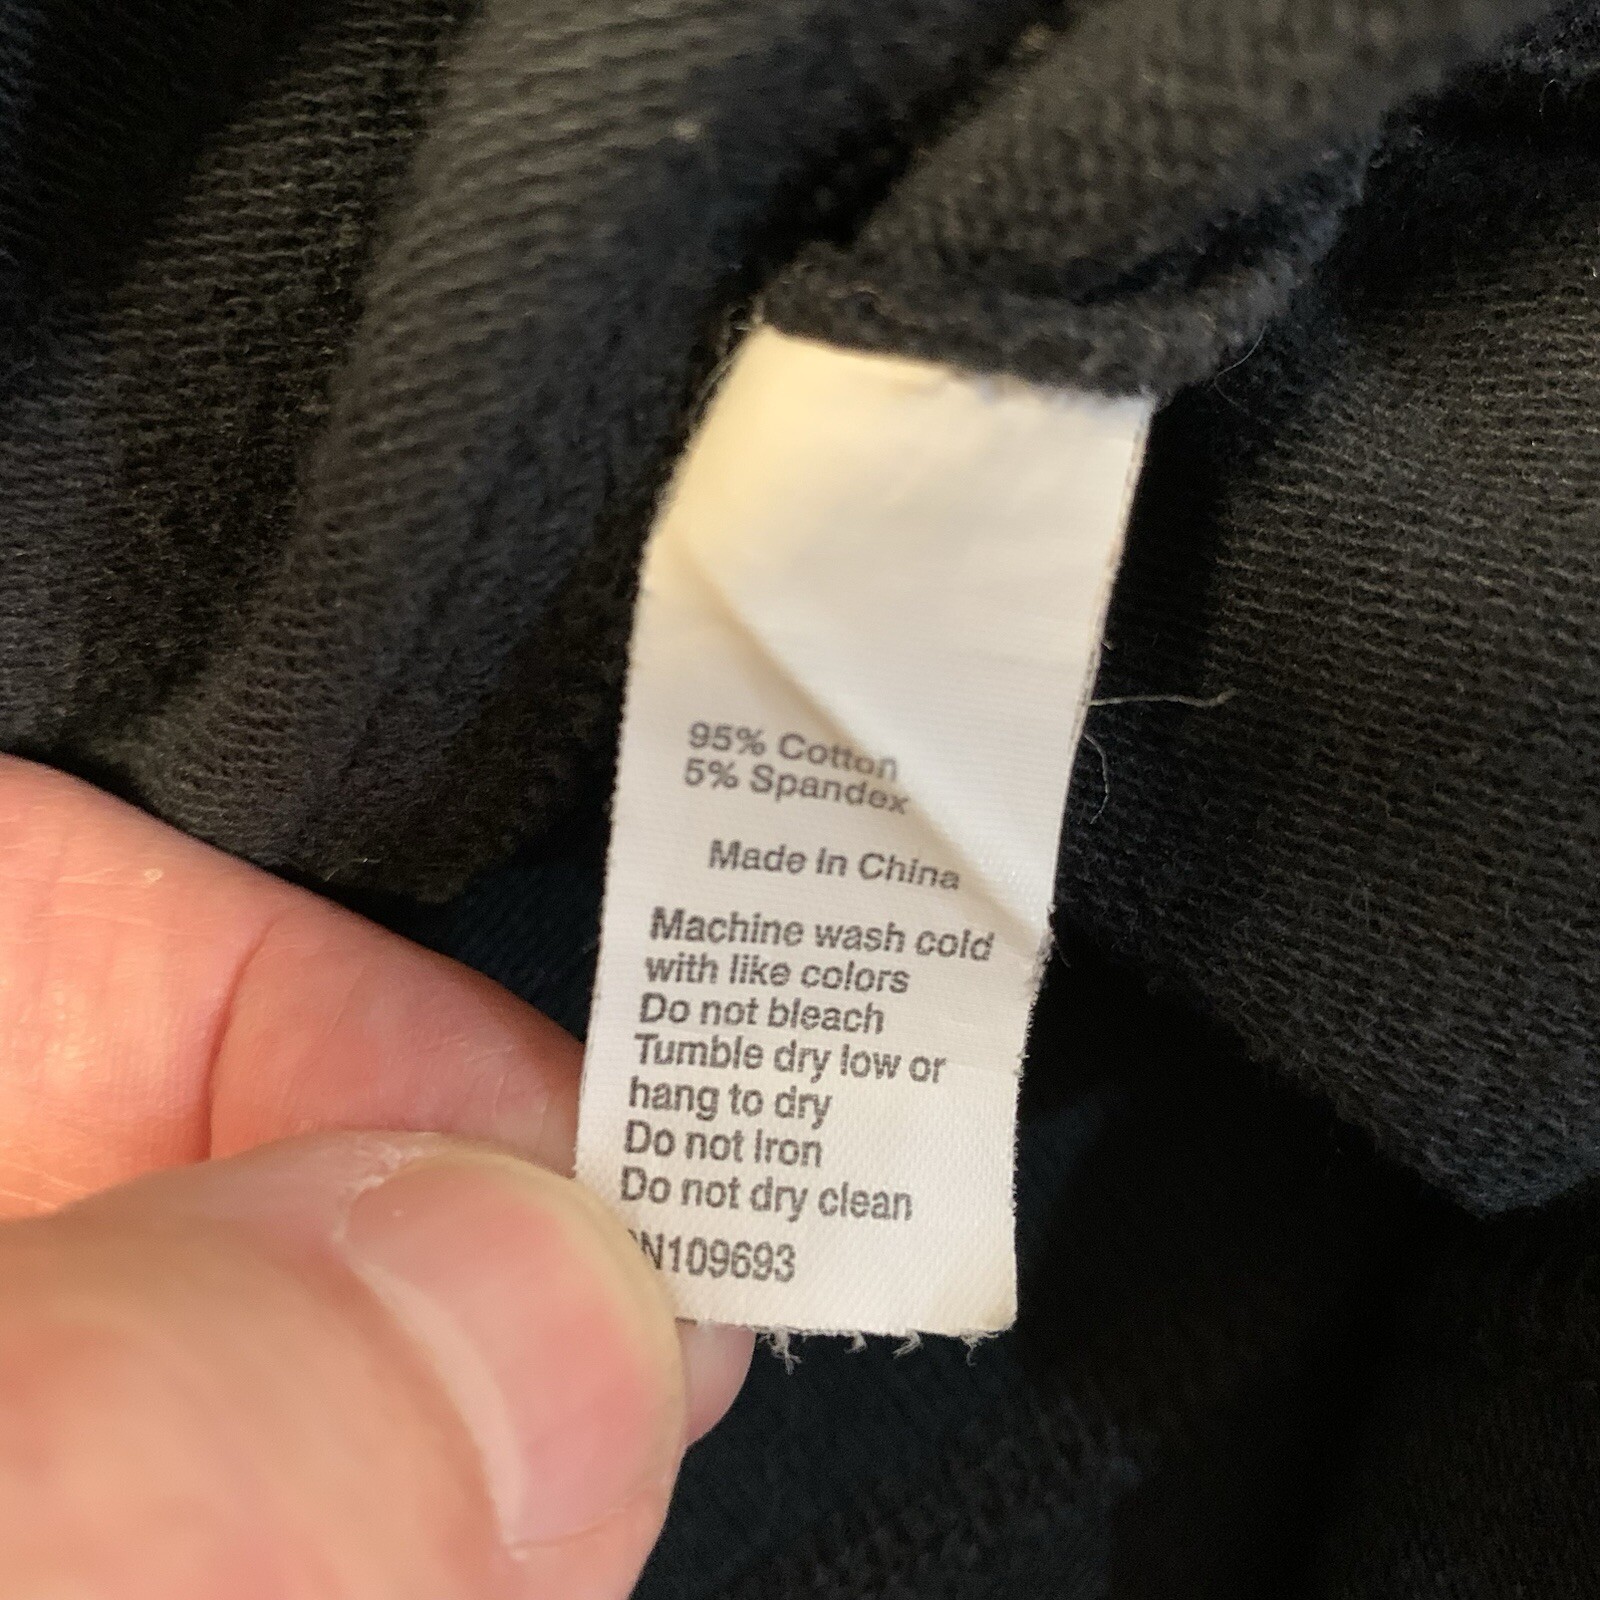 95% Cotton
5% Spandex
Made In China
Machine wash cold
with like colors
Do not bleach
Tumble dry low or
hang to dry
Do not Iron
Do not dry clean
N109693